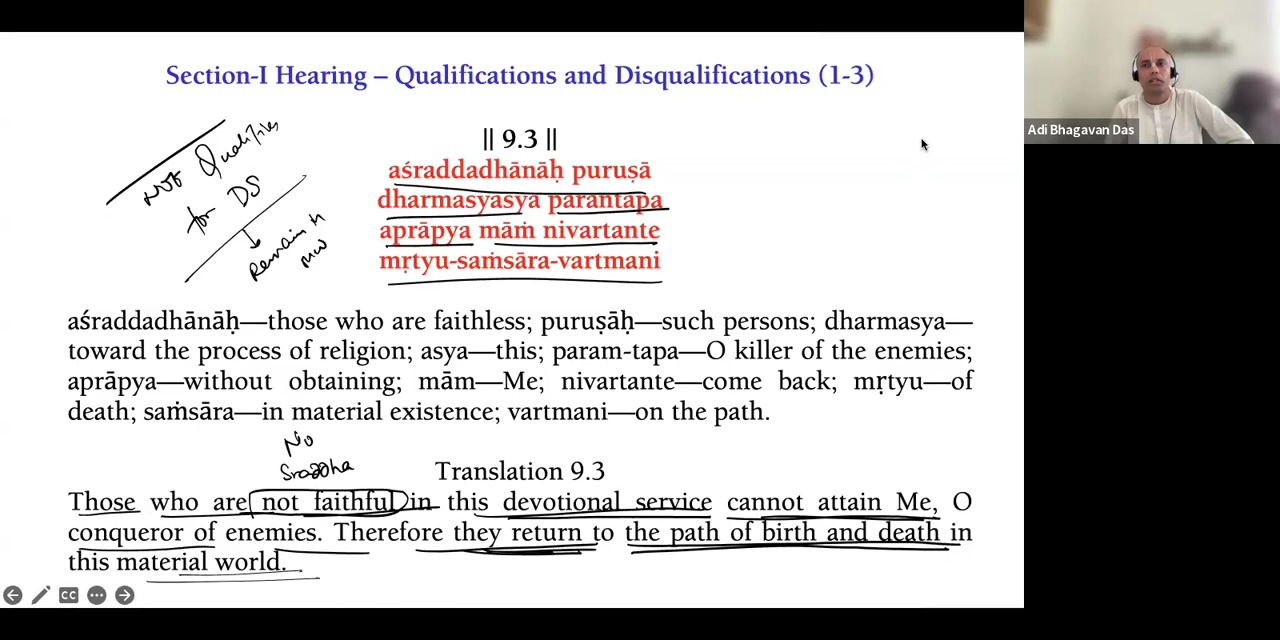 Section-I Hearing – Qualifications and Disqualifications (1-3)
Adi Bhagavan Das
|| 9.3 ||
aśraddadhānāḥ puruṣā
dharmasyasya parantapa
aprāpya māṁ nivartante
mṛtyu-saṁsāra-vartmani
Not Qualifies
for DS
Remain in
MW
aśraddadhānāḥ—those who are faithless; puruṣāḥ—such persons; dharmasya—
toward the process of religion; asya—this; param-tapa—O killer of the enemies;
aprāpya—without obtaining; mām—Me; nivartante—come back; mṛtyu—of
death; saṁsāra—in material existence; vartmani—on the path.
No
Sraddha
Translation 9.3
Those who are not faithful in this devotional service cannot attain Me, O
conqueror of enemies. Therefore they return to the path of birth and death in
this material world.
CC